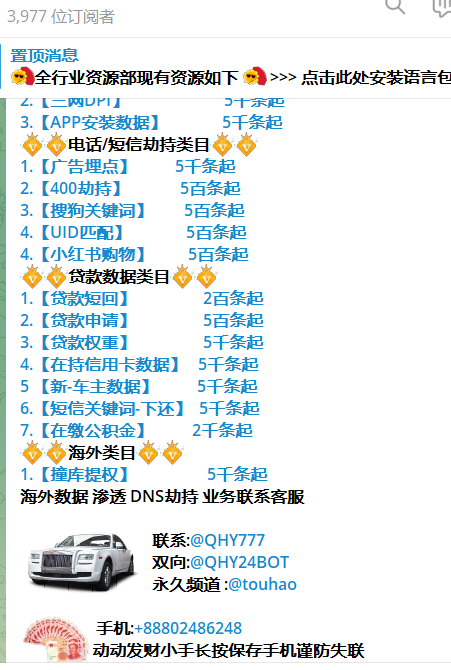 3,977 位订阅者
置顶消息
全行业资源部现有资源如下 >>> 点击此处安装语言包
2.【三网DPI】 5千条起
3.【APP安装数据】 5千条起
电话/短信劫持类目
1.【广告埋点】 5千条起
2.【400劫持】 5百条起
3.【搜狗关键词】 5百条起
4.【UID匹配】 5百条起
4.【小红书购物】 5百条起
贷款数据类目
1.【贷款短回】 2百条起
2.【贷款申请】 5百条起
3.【贷款权重】 5千条起
4.【在持信用卡数据】 5千条起
5【新-车主数据】 5千条起
6.【短信关键词-下还】 5千条起
7.【在缴公积金】 2千条起
海外类目
1.【撞库提权】 5千条起
海外数据 渗透 DNS劫持 业务联系客服
联系:@QHY777
双向:@QHY24BOT
永久频道 :@touhao
手机:+88802486248
动动发财小手长按保存手机谨防失联